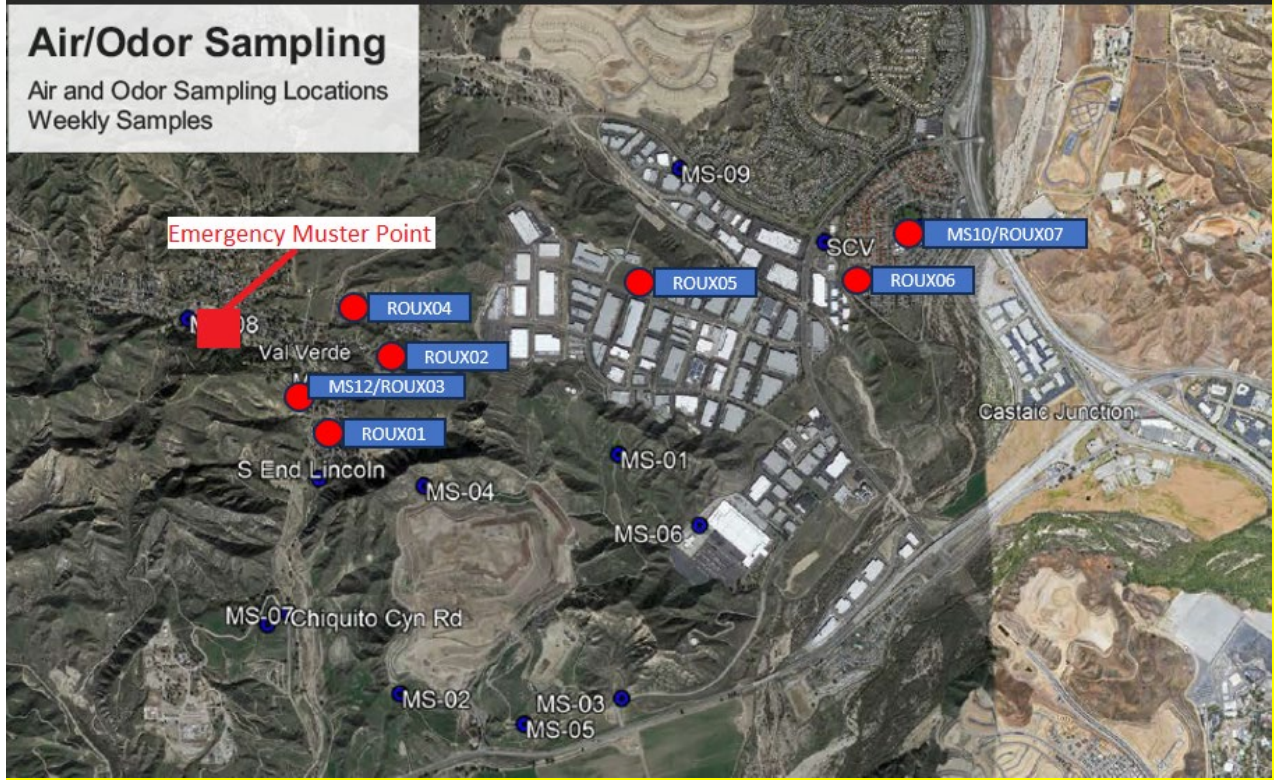 Air/Odor Sampling
Air and Odor Sampling Locations
Weekly Samples
MS-09
Emergency Muster Point
SCV
MS10/ROUX07
ROUX05
ROUX06
ROUX04
08
Val Verde
ROUX02
MS12/ROUX03
Castaic Junction
ROUX01
MS-01
S End Lincoln
MS-04
MS-06
MS-07
Chiquito Cyn Rd
MS-02
MS-03
MS-05